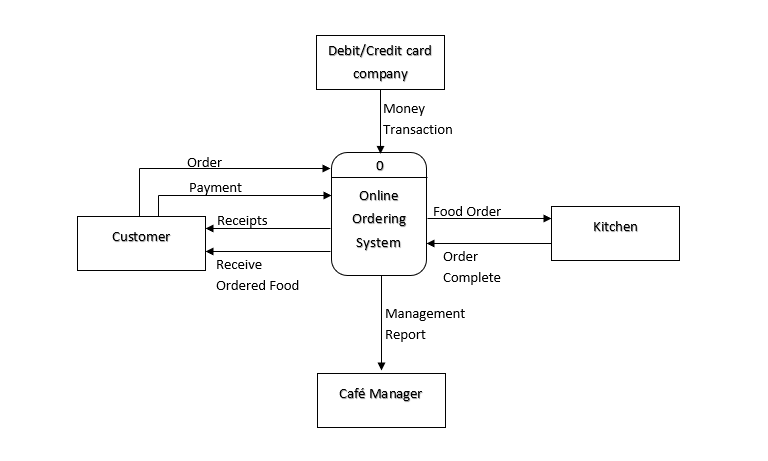 Debit/Credit card
company
Money
Transaction
Order
0
Payment
Online
Ordering
System
Receipts
Customer
Receive
Ordered Food
Food Order
Kitchen
Order
Complete
Management
Report
Café Manager